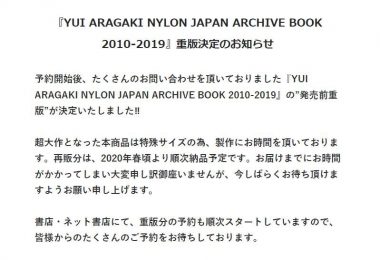 『YUI ARAGAKI NYLON JAPAN ARCHIVE BOOK
2010-2019』重版決定のお知らせ
予約開始後、たくさんのお問い合わせを頂いておりました『YUI
ARAGAKI NYLON JAPAN ARCHIVE BOOK 2010-2019』の"発売前重
版"が決定いたしました!!
超大作となった本商品は特殊サイズの為、製作にお時間を頂いておりま
す。再販分は、2020年春頃より順次納品予定です。お届けまでにお時間
がかかってしまい大変申し訳御座いませんが、今しばらくお待ち頂けま
すようお願い申し上げます。
書店・ネット書店にて、重版分の予約も順次スタートしていますので、
皆様からのたくさんのご予約をお待ちしております。